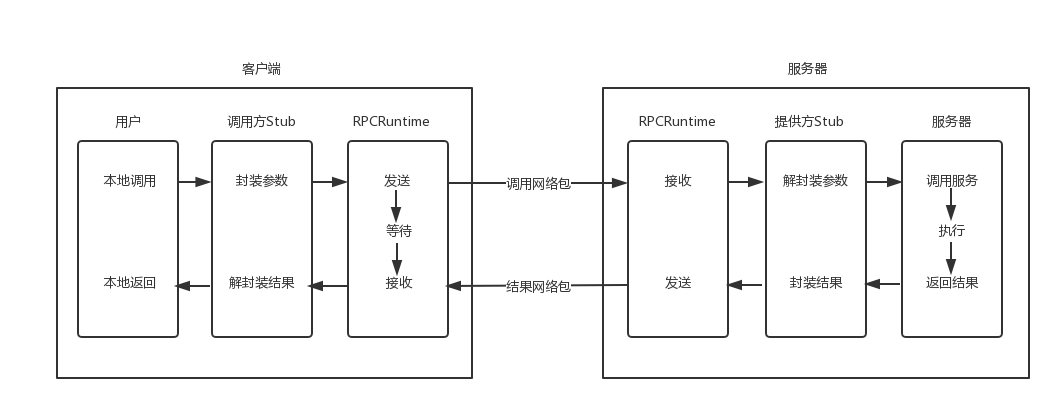 客户端
服务器
用户
调用方Stub
RPCRuntime
RPCRuntime
提供方Stub
服务器
本地调用
封装参数
发送
调用网络包
接收
解封装参数
调用服务
等待
执行
本地返回
解封装结果
接收
结果网络包
发送
封装结果
返回结果